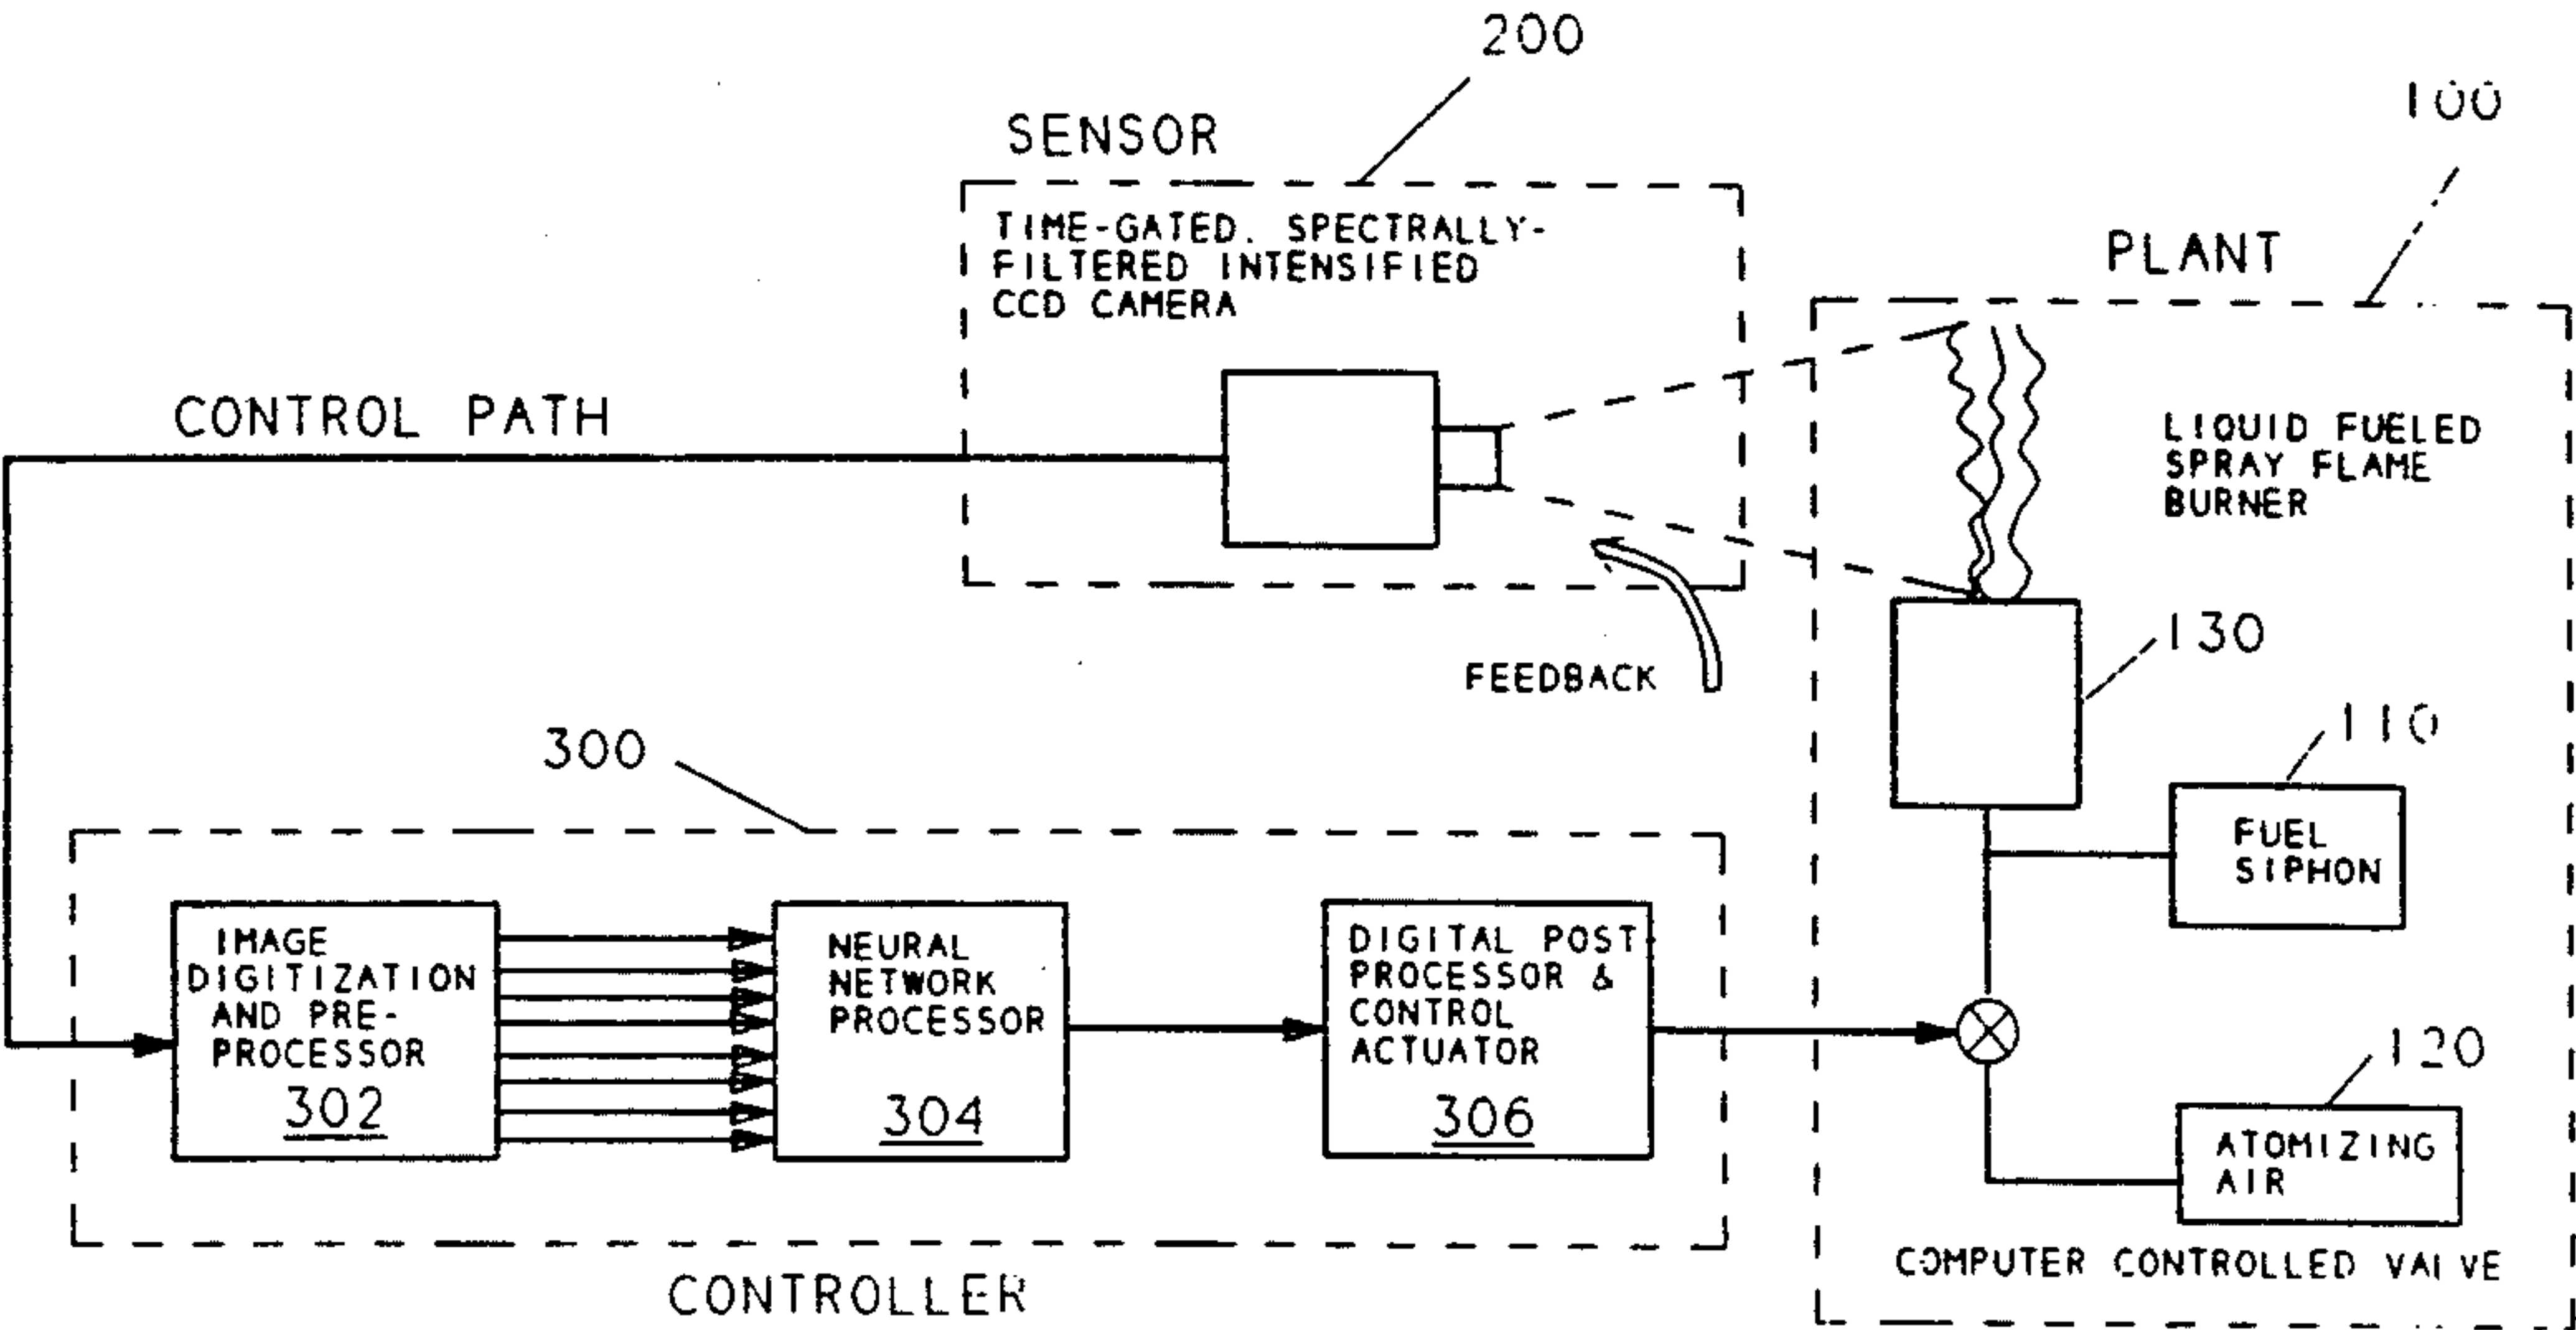 200
100
SENSOR
TIME-GATED. SPECTRALLY-
FILTERED INTENSIFIED
CCD CAMERA
PLANT
CONTROL PATH
LIQUID FUELED
SPRAY FLAME
BURNER
130
FEEDBACK
110
300
FUEL
SIPHON
IMAGE
DIGITIZATION
AND PRE-
PROCESSOR
302
NEURAL
NETWORK
PROCESSOR
304
DIGITAL POST
PROCESSOR &
CONTROL
ACTUATOR
306
120
ATOMIZING
AIR
COMPUTER CONTROLLED VALVE
CONTROLLER